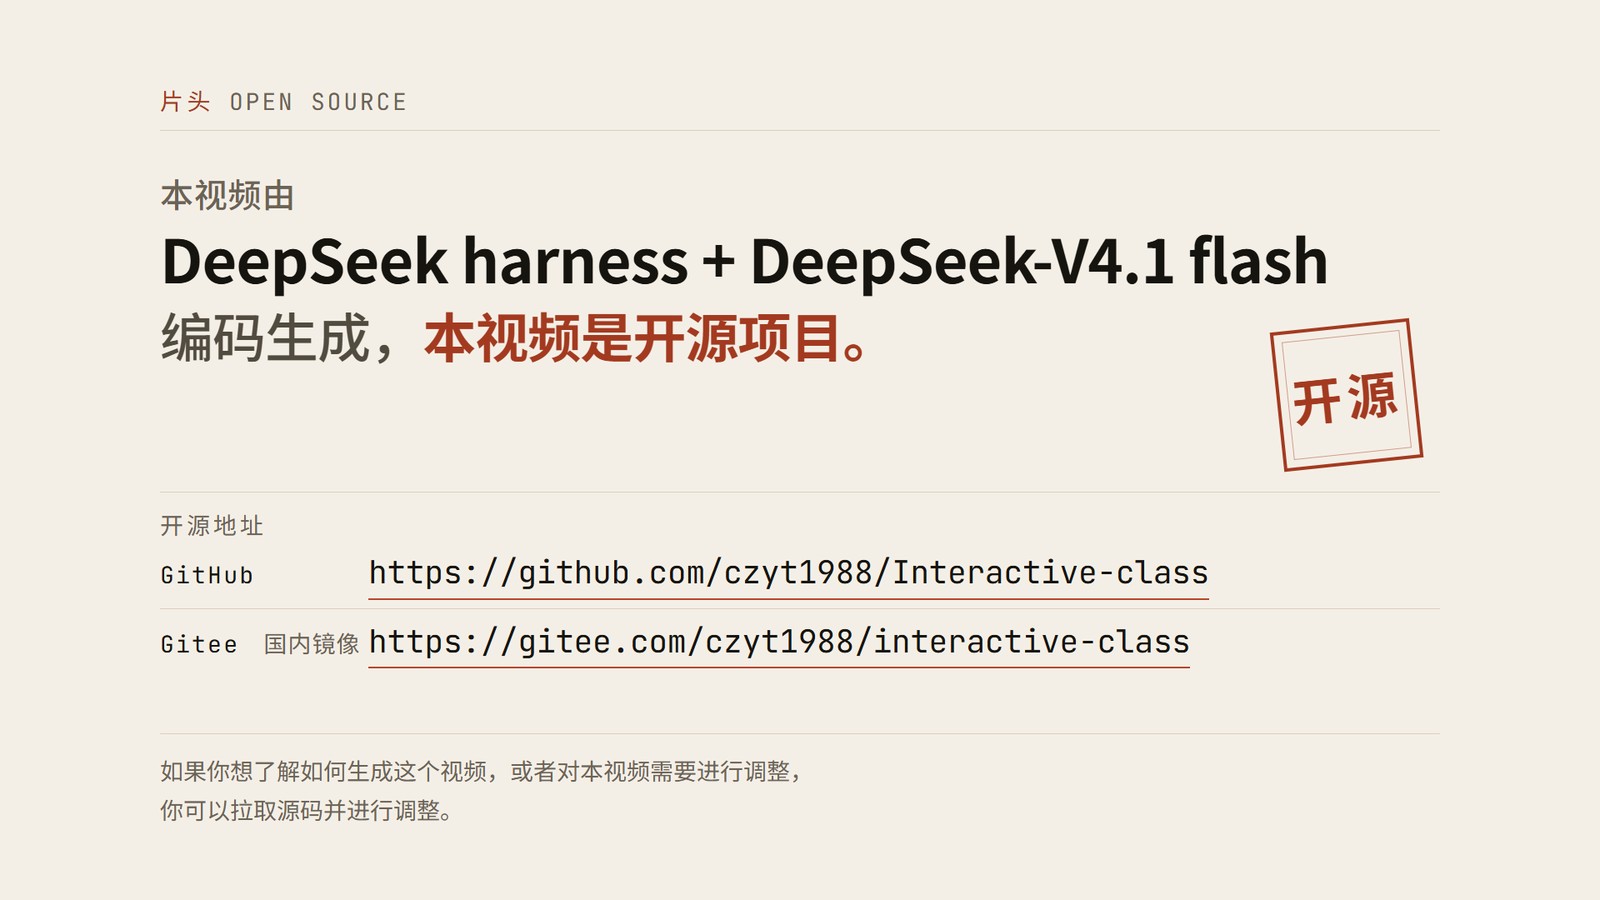 片头 OPEN SOURCE
本视频由
DeepSeek harness + DeepSeek-V4.1 flash
编码生成，本视频是开源项目。
开源
开源地址
GitHub https://github.com/czyt1988/Interactive-class
Gitee 国内镜像 https://gitee.com/czyt1988/interactive-class
如果你想了解如何生成这个视频，或者对本视频需要进行调整，
你可以拉取源码并进行调整。